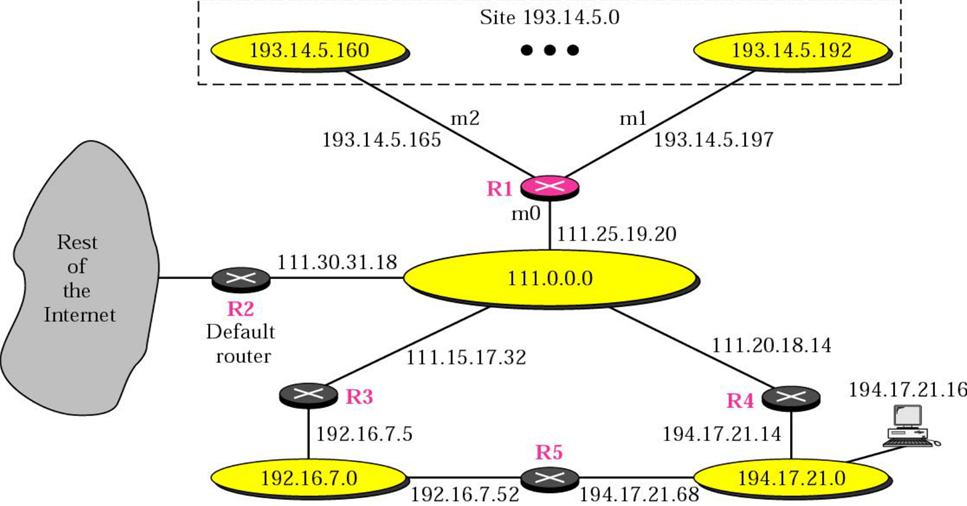 Site 193.14.5.0
193.14.5.160
193.14.5.192
m2
m1
193.14.5.165
193.14.5.197
R1
m0
111.25.19.20
Rest
of
the
Internet
111.30.31.18
111.0.0.0
R2
Default
router
111.15.17.32
111.20.18.14
R3
R4
194.17.21.16
192.16.7.5
194.17.21.14
R5
192.16.7.0
194.17.21.0
192.16.7.52
194.17.21.68